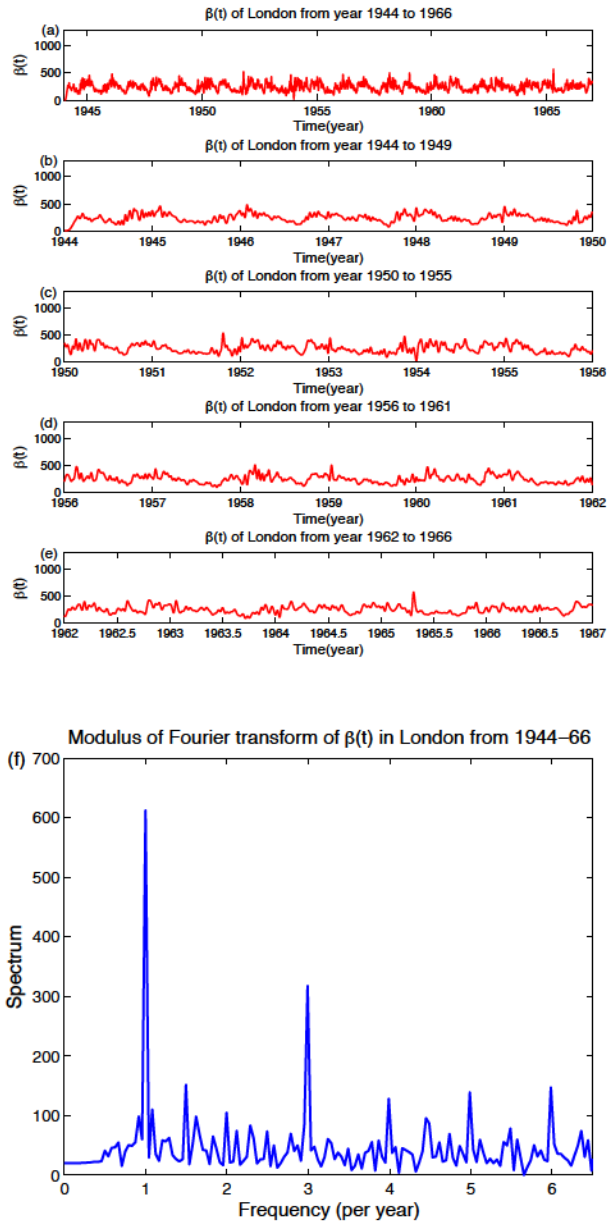 β(t) of London from year 1944 to 1966
(a)
1000
500
0
β(t)
1945 1950 1955 1960 1965
Time(year)
β(t) of London from year 1944 to 1949
(b)
1000
500
0
β(t)
1944 1945 1946 1947 1948 1949 1950
Time(year)
β(t) of London from year 1950 to 1955
(c)
1000
500
0
β(t)
1950 1951 1952 1953 1954 1955 1956
Time(year)
β(t) of London from year 1956 to 1961
(d)
1000
500
0
β(t)
1956 1957 1958 1959 1960 1961 1962
Time(year)
β(t) of London from year 1962 to 1966
(e)
1000
500
0
β(t)
1962 1962.5 1963 1963.5 1964 1964.5 1965 1965.5 1966 1966.5 1967
Time(year)
Modulus of Fourier transform of β(t) in London from 1944–66
(f)
700
600
500
400
300
200
100
0
Spectrum
0 1 2 3 4 5 6
Frequency (per year)